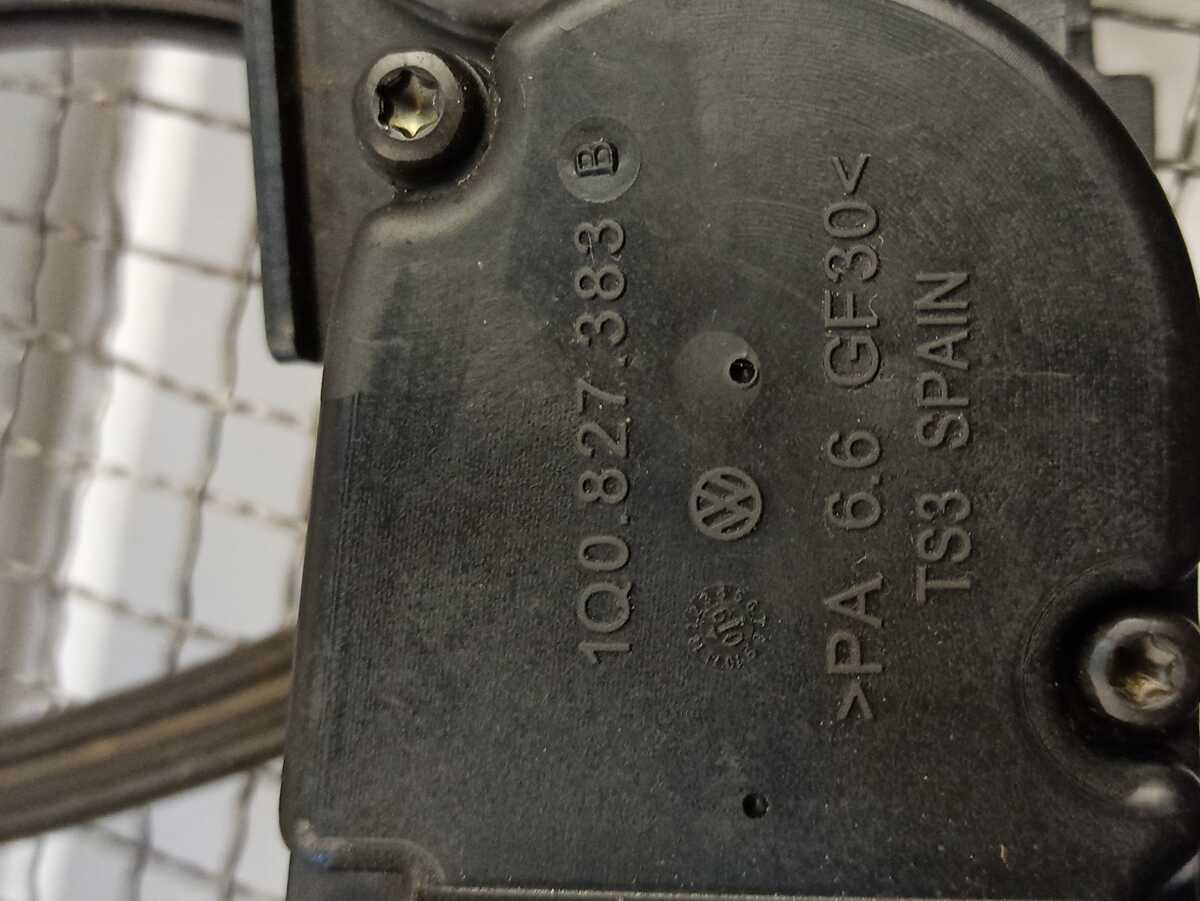 1Q0.827.383 B
>PA 6.6 GF30<
TS3 SPAIN